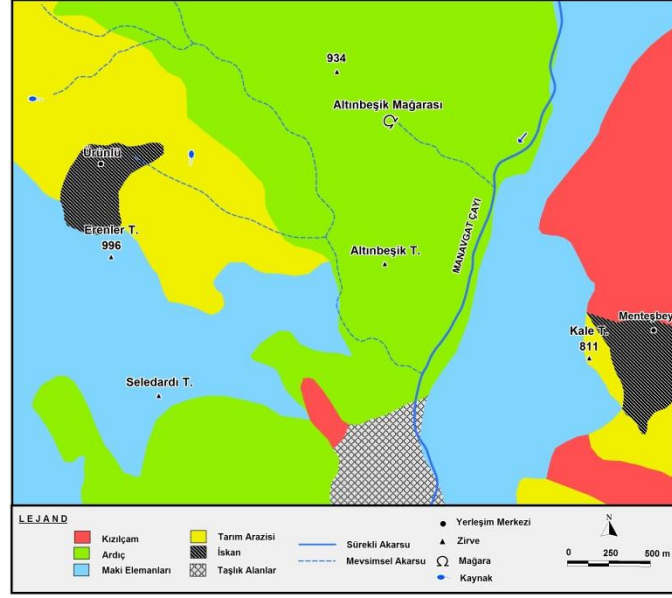 934
Altınbeşik Mağarası
Ürünlü
Erenler T.
996
MANAVGAT ÇAYI
Altınbeşik T.
Menteşbey
Kale T.
811
Seledardı T.
LEJAND
Kızılçam
Ardıç
Maki Elemanları
Tarım Arazisi
İskan
Taşlık Alanlar
Sürekli Akarsu
Mevsimsel Akarsu
Yerleşim Merkezi
Zirve
Mağara
Kaynak
N
0 250 500 m